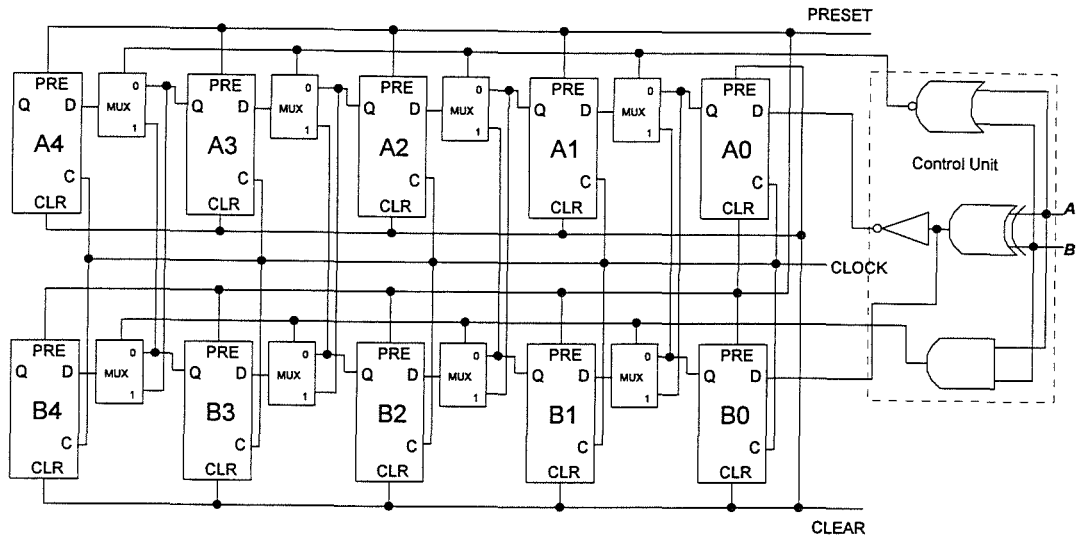 PRESET
PRE PRE PRE PRE PRE
Q D MUX 0 1 Q D MUX 0 1 Q D MUX 0 1 Q D MUX 0 1 Q D
A4 A3 A2 A1 A0
Control Unit
C C C C C
CLR CLR CLR CLR CLR
A
B
CLOCK
PRE PRE PRE PRE PRE
Q D MUX 0 1 Q D MUX 0 1 Q D MUX 0 1 Q D MUX 0 1 Q D
B4 B3 B2 B1 B0
C C C C C
CLR CLR CLR CLR CLR
CLEAR